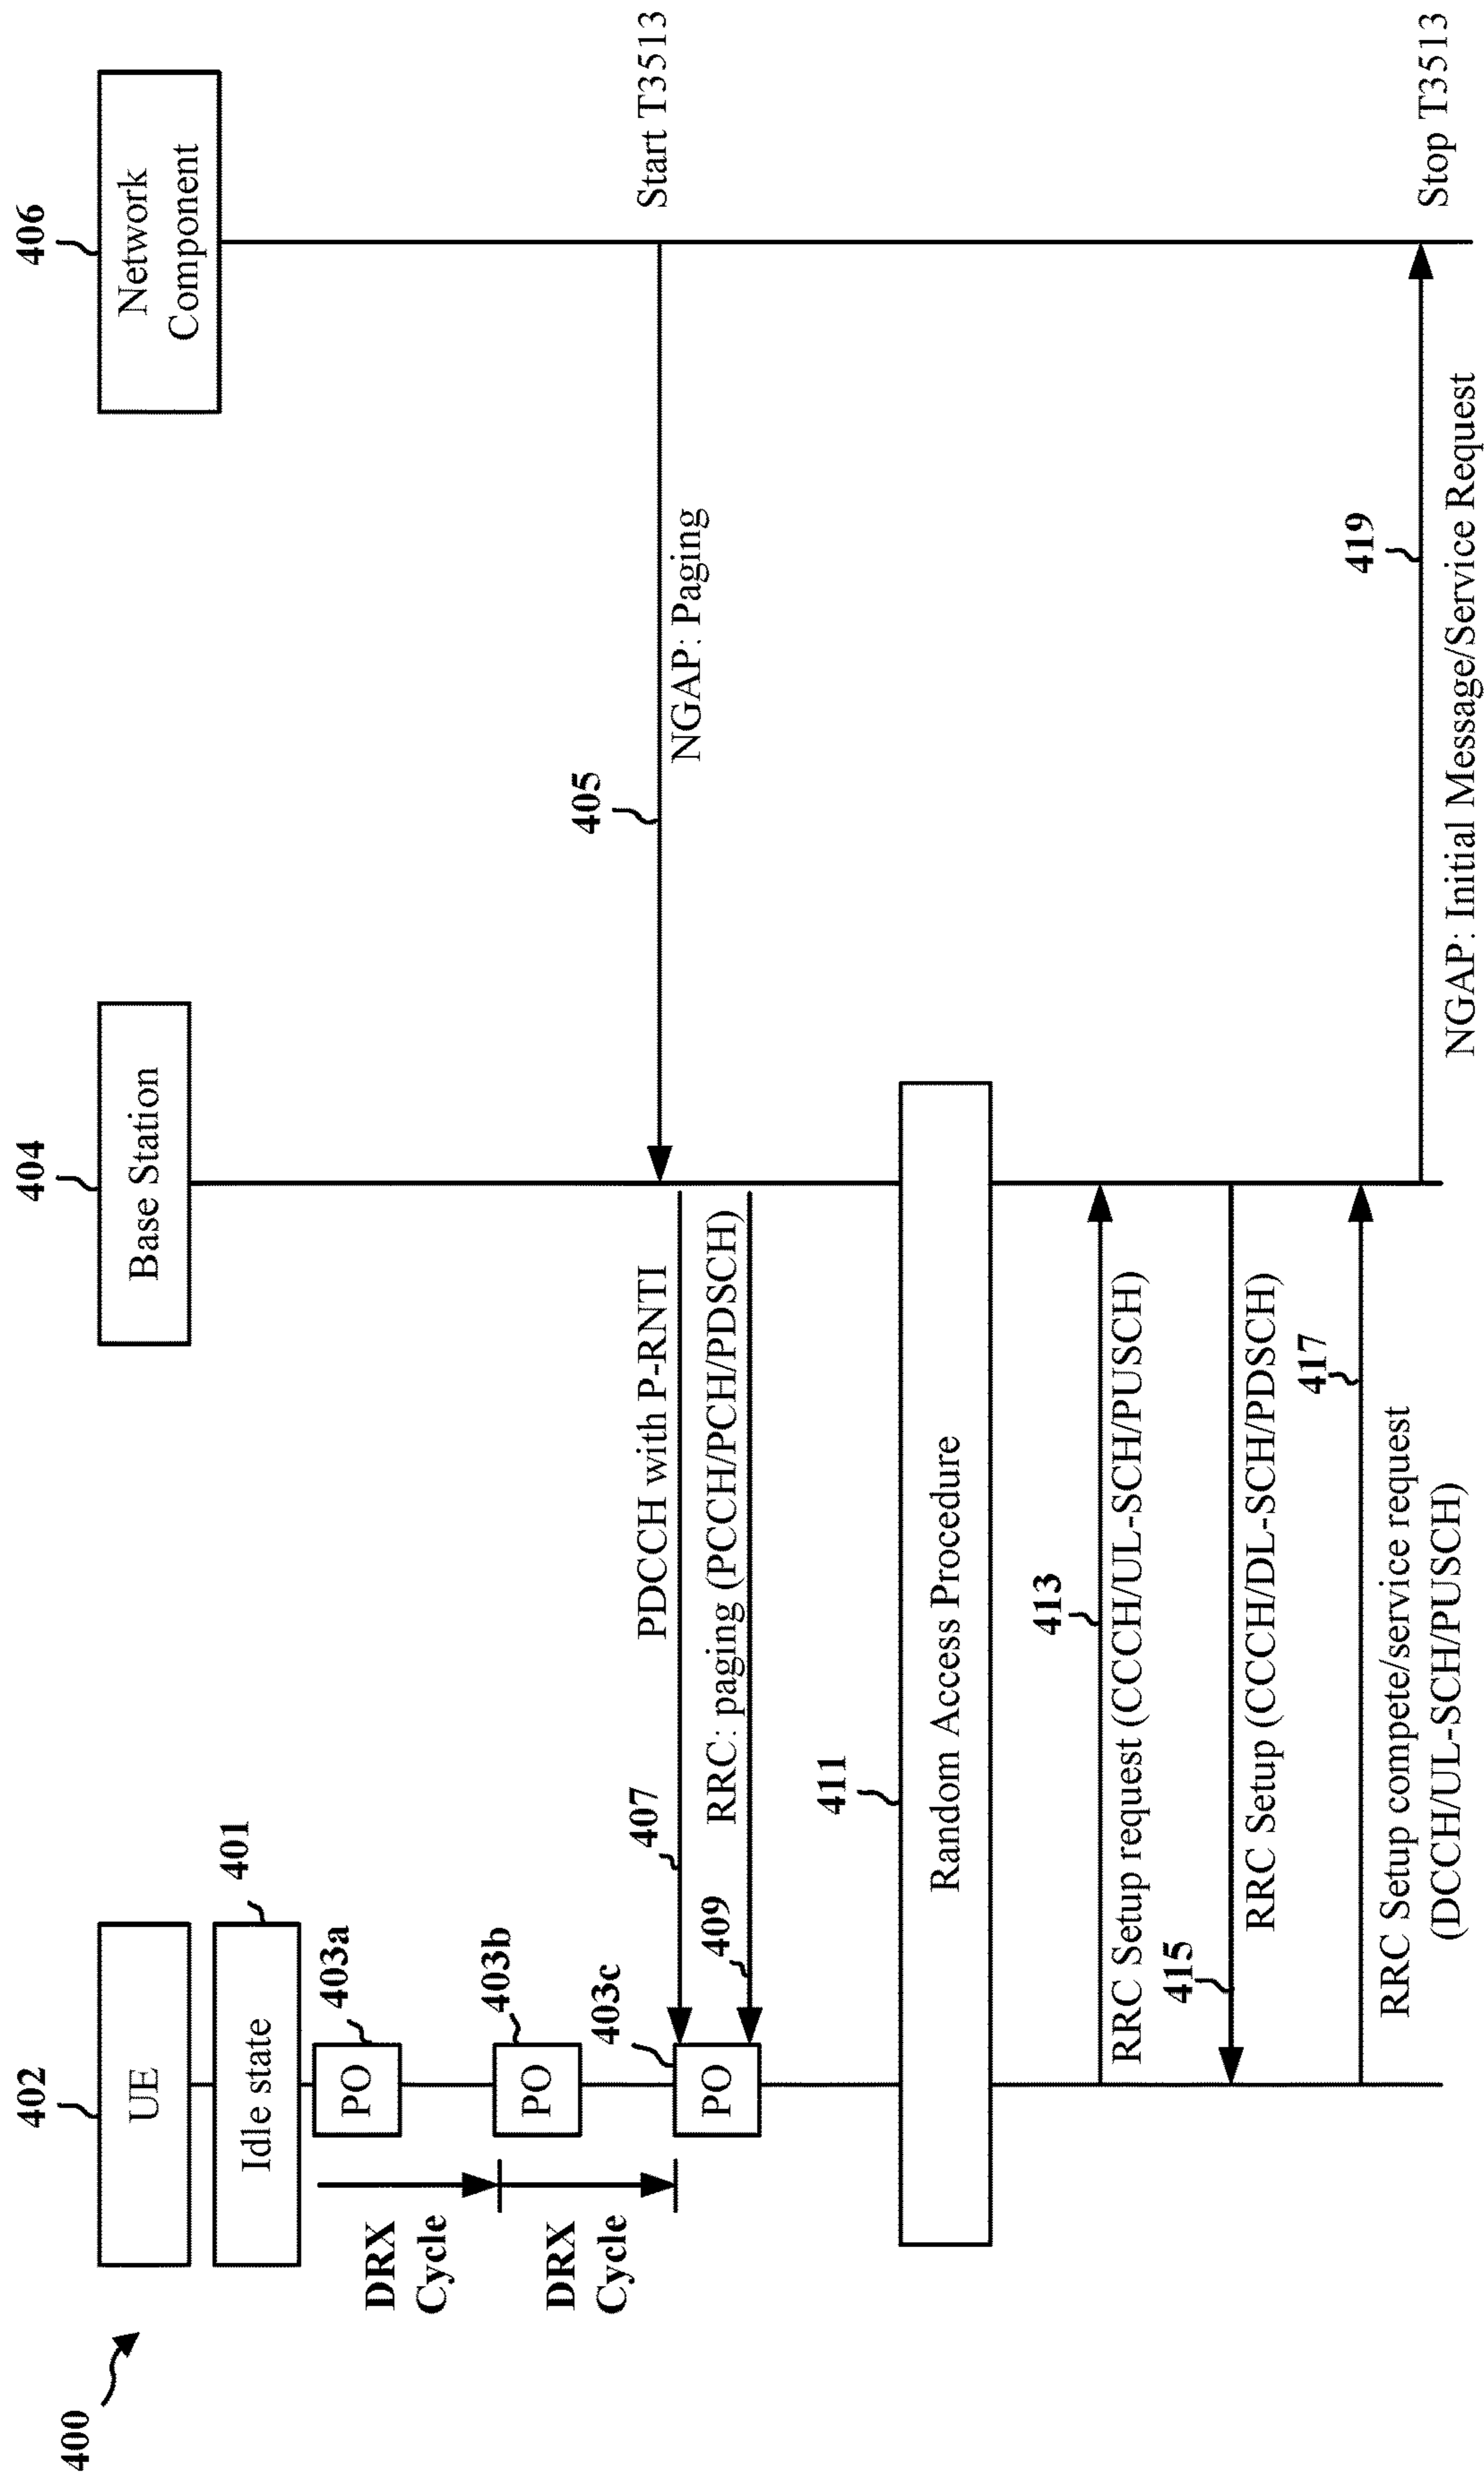 400
402
404
406
UE
Base Station
Network
Component
401
Idle state
403a
PO
DRX
Cycle
403b
PO
DRX
Cycle
403c
PO
405
Start T3513
NGAP: Paging
407
PDCCH with P-RNTI
409
RRC: paging (PCCH/PCH/PDSCH)
411
Random Access Procedure
413
RRC Setup request (CCCH/UL-SCH/PUSCH)
415
RRC Setup (CCCH/DL-SCH/PDSCH)
417
RRC Setup compete/service request
(DCCH/UL-SCH/PUSCH)
419
Stop T3513
NGAP: Initial Message/Service Request